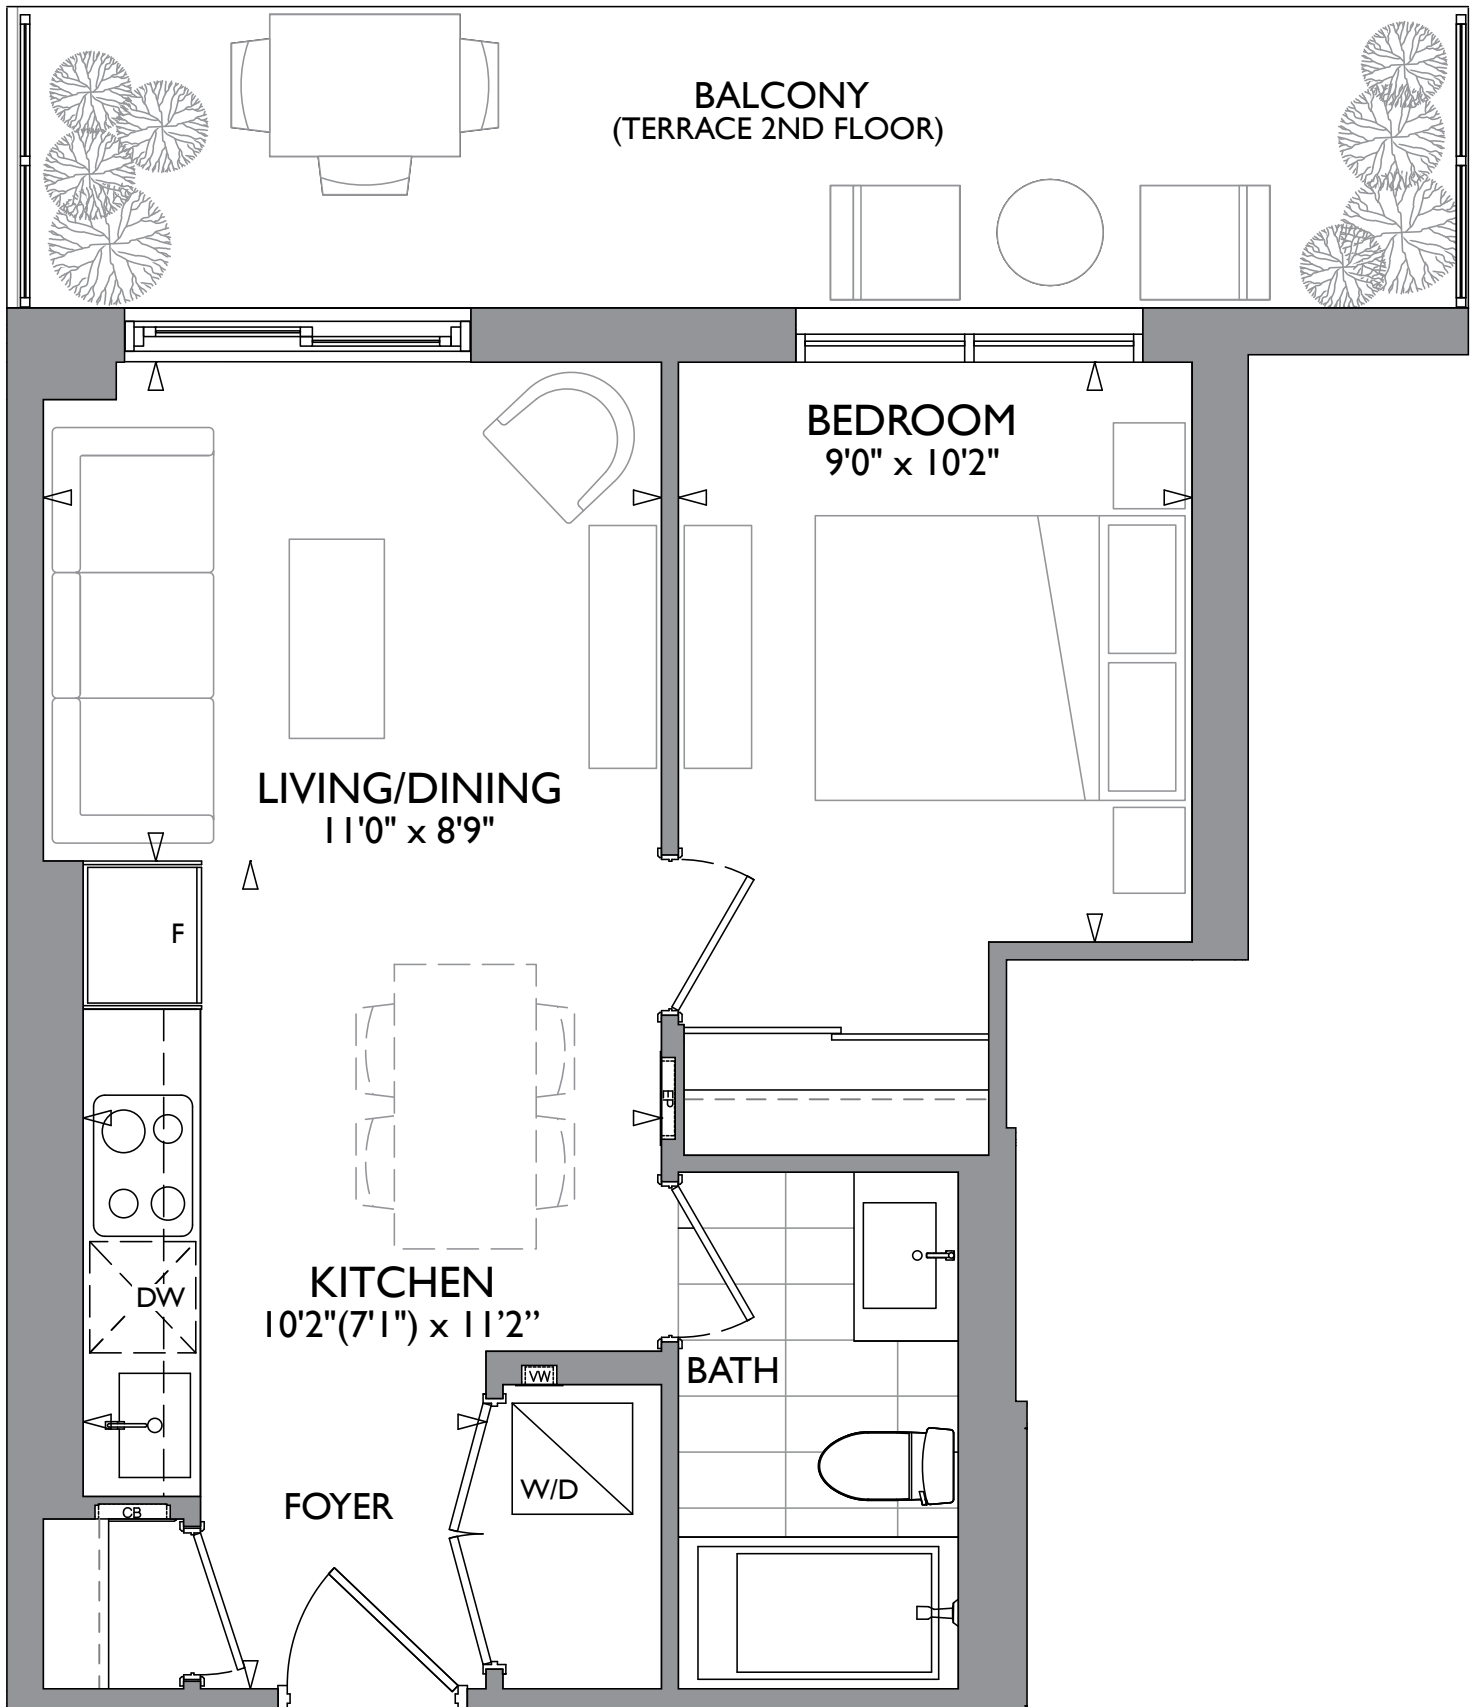 BALCONY
(TERRACE 2ND FLOOR)
BEDROOM
9'0" x 10'2"
LIVING/DINING
11'0" x 8'9"
F
EP
KITCHEN
10'2"(7'1") x 11’2’’
DW
BATH
VW
W/D
FOYER
CB